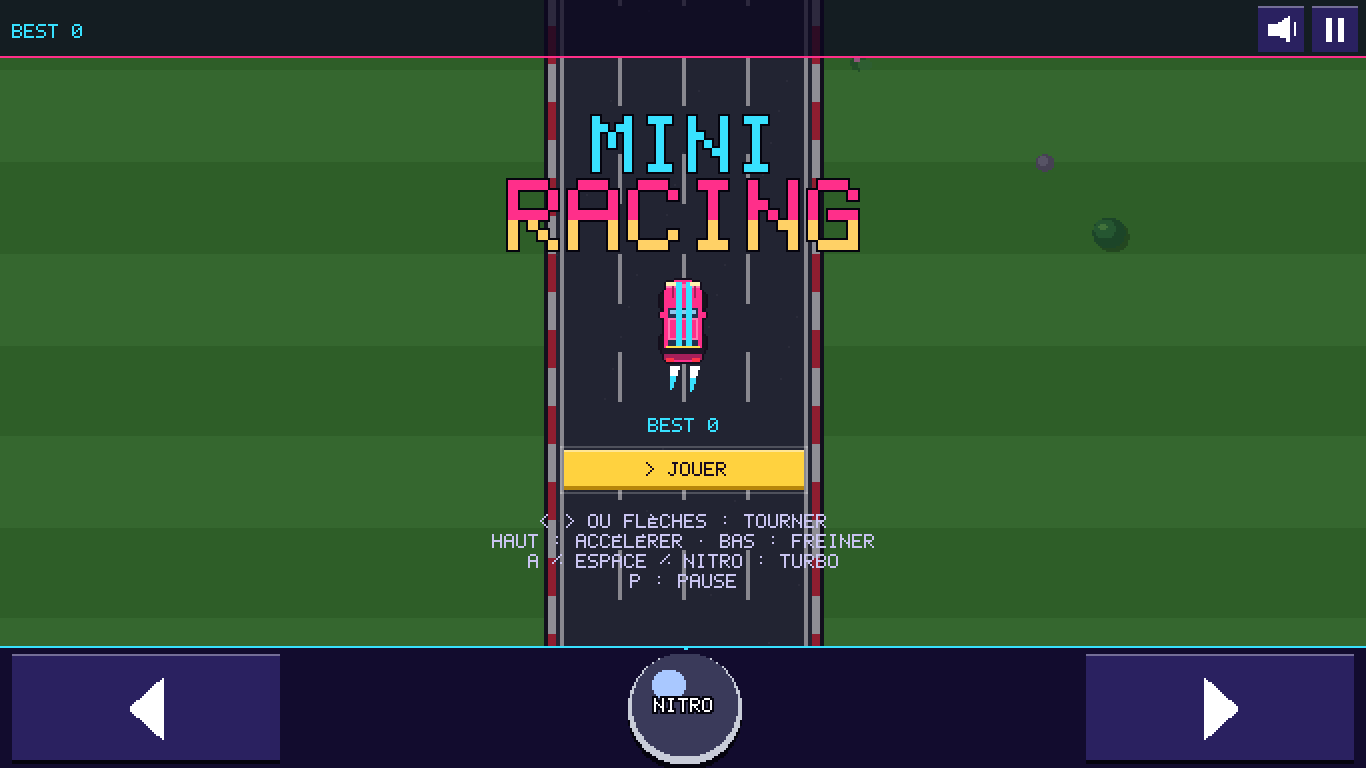 BEST 0
MINI
RACING
BEST 0
> JOUER
< > OU FLÈCHES : TOURNER
HAUT : ACCÉLÉRER · BAS : FREINER
A / ESPACE / NITRO : TURBO
P : PAUSE
NITRO